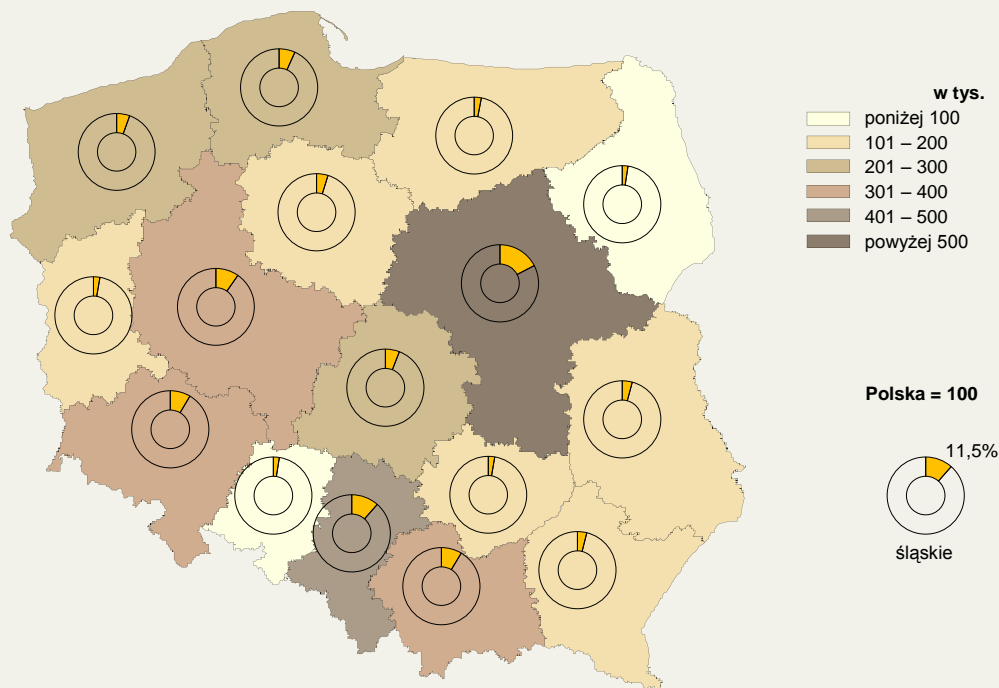 w tys.
poniżej 100
101 – 200
201 – 300
301 – 400
401 – 500
powyżej 500
Polska = 100
11,5%
śląskie